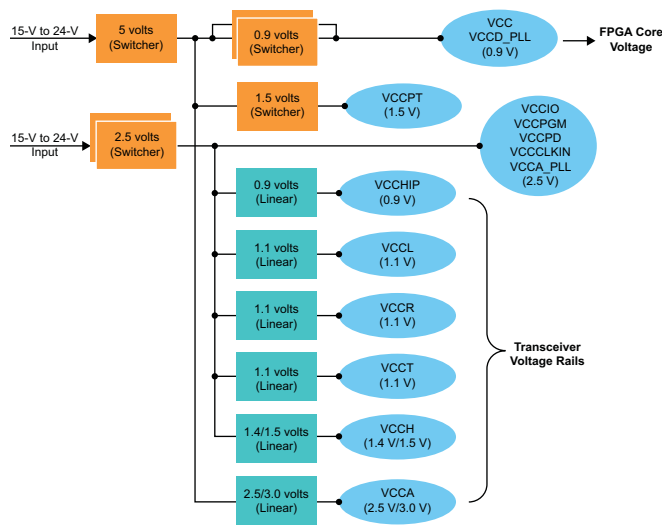 15-V to 24-V
Input
5 volts
(Switcher)
0.9 volts
(Switcher)
VCC
VCCD_PLL
(0.9 V)
FPGA Core
Voltage
1.5 volts
(Switcher)
VCCPT
(1.5 V)
15-V to 24-V
Input
2.5 volts
(Switcher)
VCCIO
VCCPGM
VCCPD
VCCCLKIN
VCCA_PLL
(2.5 V)
0.9 volts
(Linear)
VCCHIP
(0.9 V)
1.1 volts
(Linear)
VCCL
(1.1 V)
1.1 volts
(Linear)
VCCR
(1.1 V)
Transceiver
Voltage Rails
1.1 volts
(Linear)
VCCT
(1.1 V)
1.4/1.5 volts
(Linear)
VCCH
(1.4 V/1.5 V)
2.5/3.0 volts
(Linear)
VCCA
(2.5 V/3.0 V)